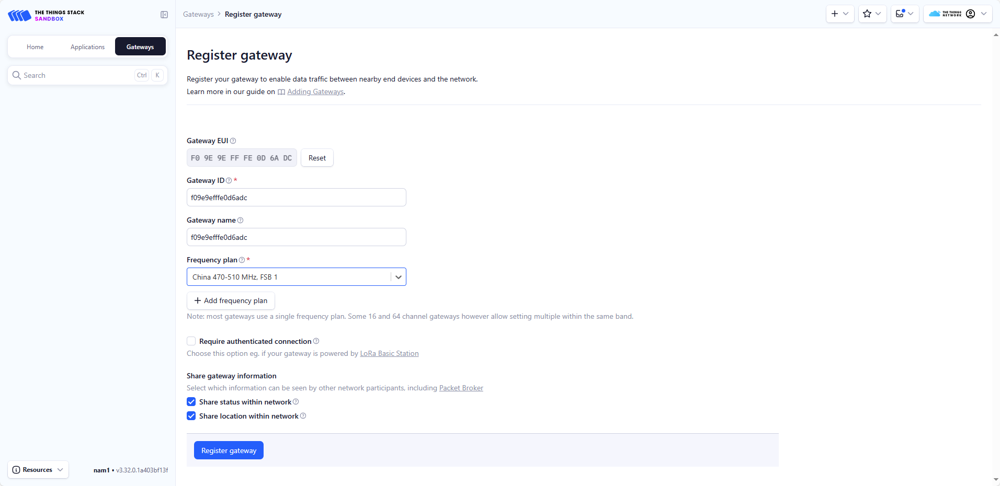 THE THINGS STACK
SANDBOX
Gateways
Register gateway
THE THINGS
NETWORK
Home
Applications
Gateways
Search
Ctrl
K
Register gateway
Register your gateway to enable data traffic between nearby end devices and the network.
Learn more in our guide on Adding Gateways.
Gateway EUI
F0 9E 9E FF FE 0D 6A DC
Reset
Gateway ID *
f09e9efffe0d6adc
Gateway name
f09e9efffe0d6adc
Frequency plan *
China 470-510 MHz, FSB 1
+ Add frequency plan
Note: most gateways use a single frequency plan. Some 16 and 64 channel gateways however allow setting multiple within the same band.
Require authenticated connection
Choose this option eg. if your gateway is powered by LoRa Basic Station
Share gateway information
Select which information can be seen by other network participants, including Packet Broker
Share status within network
Share location within network
Register gateway
Resources
nam1 • v3.32.0.1a403bf13f